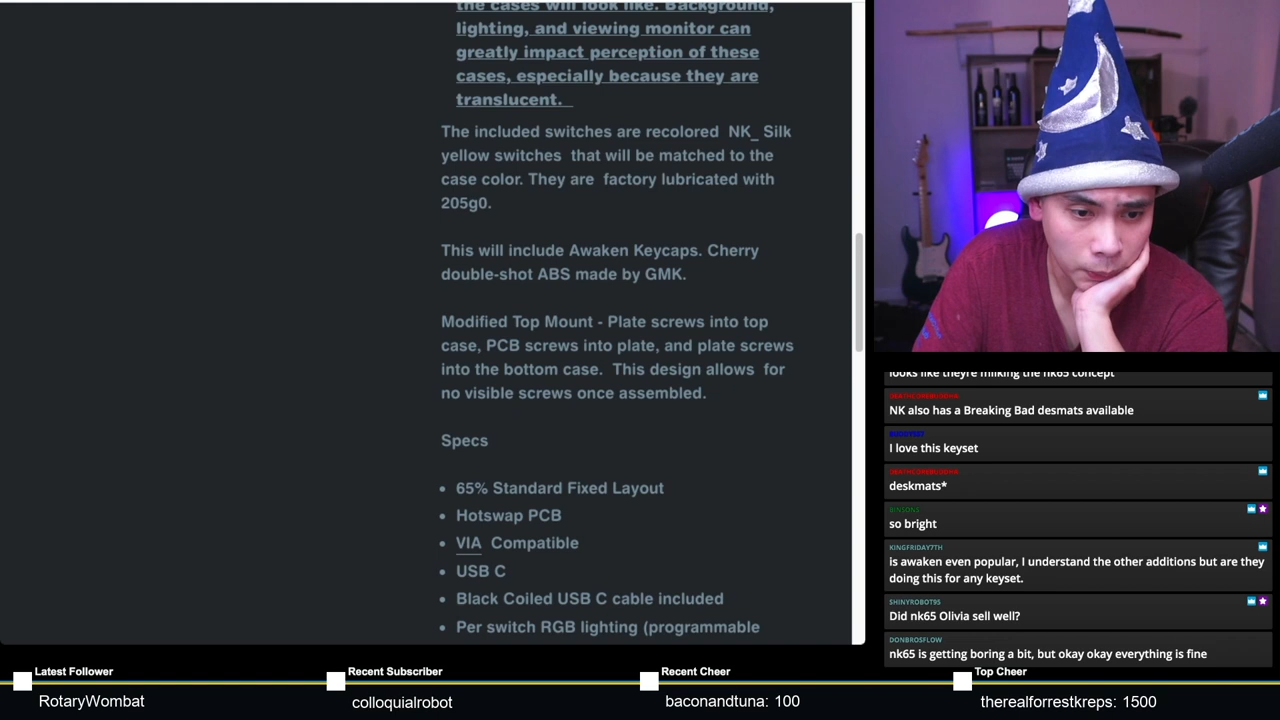 the cases will look like. Background,
lighting, and viewing monitor can
greatly impact perception of these
cases, especially because they are
translucent.
The included switches are recolored NK_ Silk
yellow switches that will be matched to the
case color. They are factory lubricated with
205g0.
This will include Awaken Keycaps. Cherry
double-shot ABS made by GMK.
Modified Top Mount - Plate screws into top
case, PCB screws into plate, and plate screws
into the bottom case. This design allows for
no visible screws once assembled.
Specs
• 65% Standard Fixed Layout
• Hotswap PCB
• VIA Compatible
• USB C
• Black Coiled USB C cable included
• Per switch RGB lighting (programmable
looks like theyre milking the nk65 concept
NK also has a Breaking Bad desmats available
I love this keyset
deskmats*
BINSONS
so bright
KINGFRIDAY7TH
is awaken even popular, I understand the other additions but are they
doing this for any keyset.
SHINYROBOT95
Did nk65 Olivia sell well?
DONBROSFLOW
nk65 is getting boring a bit, but okay okay everything is fine
Latest Follower
RotaryWombat
Recent Subscriber
colloquialrobot
Recent Cheer
baconandtuna: 100
Top Cheer
therealforrestkreps: 1500